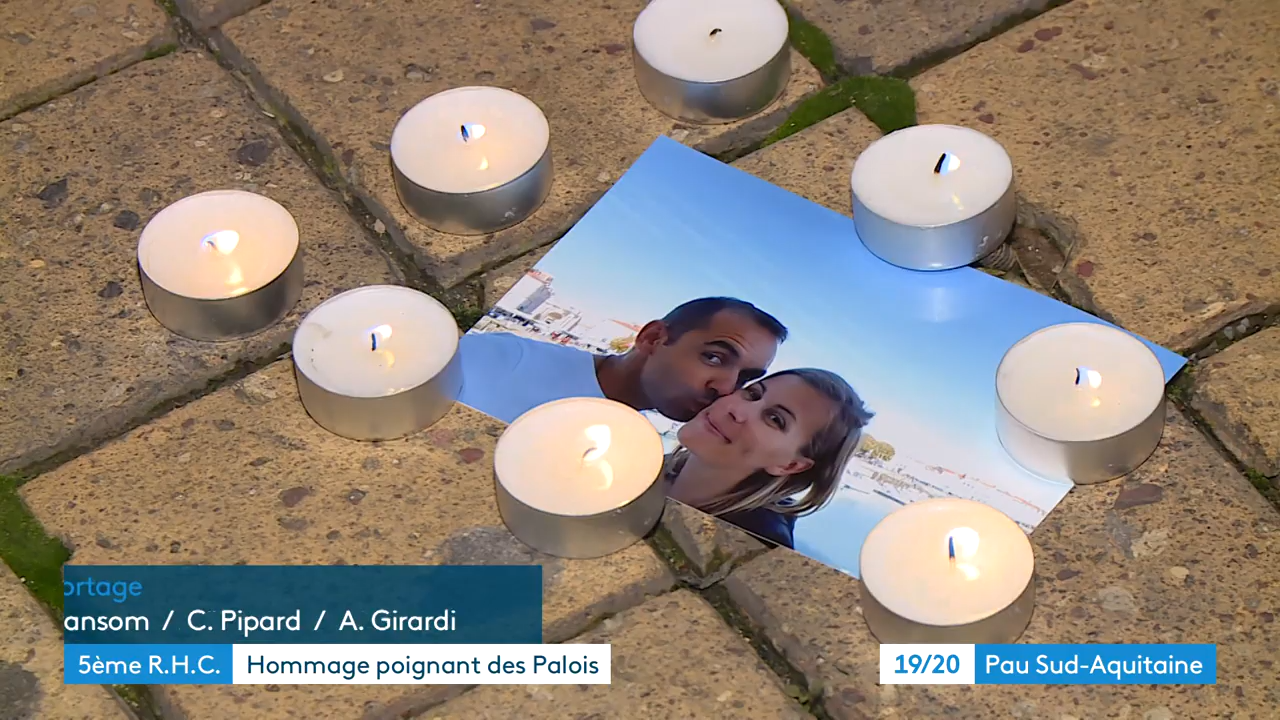 ortage
ansom / C. Pipard / A. Girardi
5ème R.H.C. Hommage poignant des Palois
19/20 Pau Sud-Aquitaine